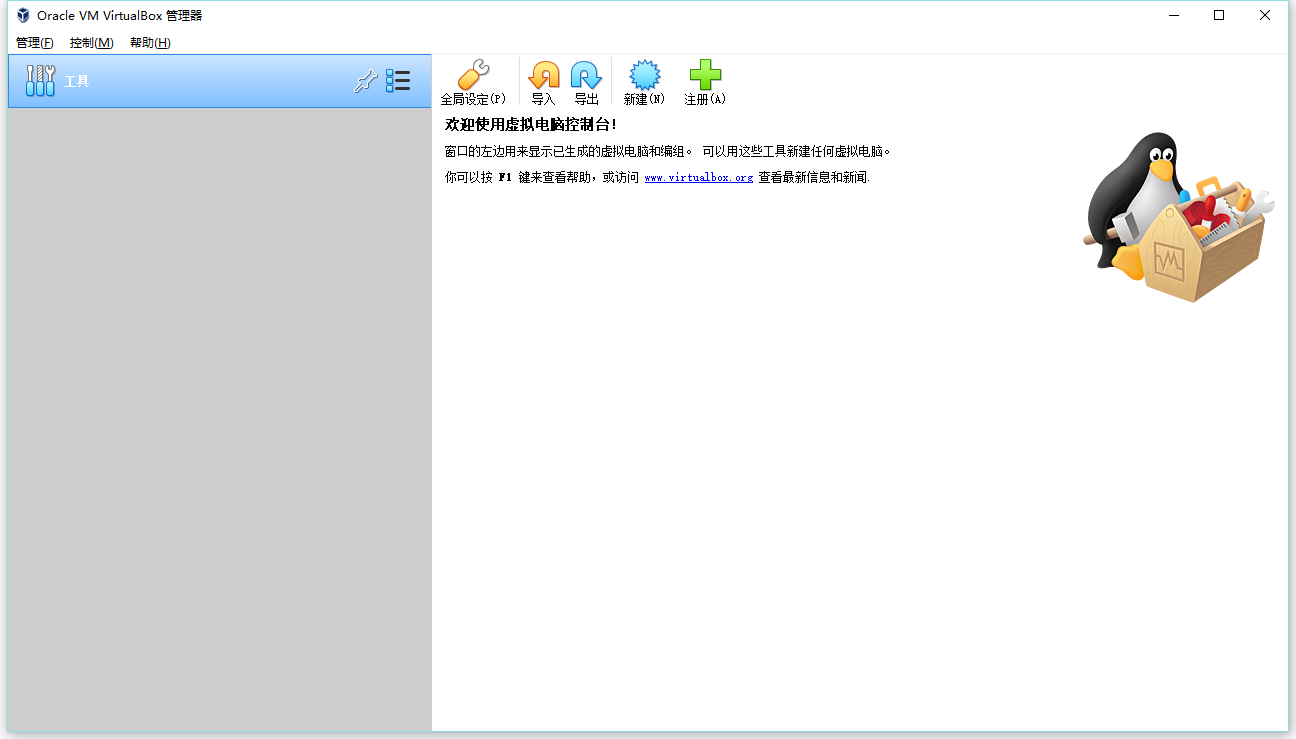 Oracle VM VirtualBox 管理器
管理(F) 控制(M) 帮助(H)
工具
全局设定(P) 导入 导出 新建(N) 注册(A)
欢迎使用虚拟电脑控制台!
窗口的左边用来显示已生成的虚拟电脑和编组。 可以用这些工具新建任何虚拟电脑。
你可以按 F1 键来查看帮助，或访问 www.virtualbox.org 查看最新信息和新闻.